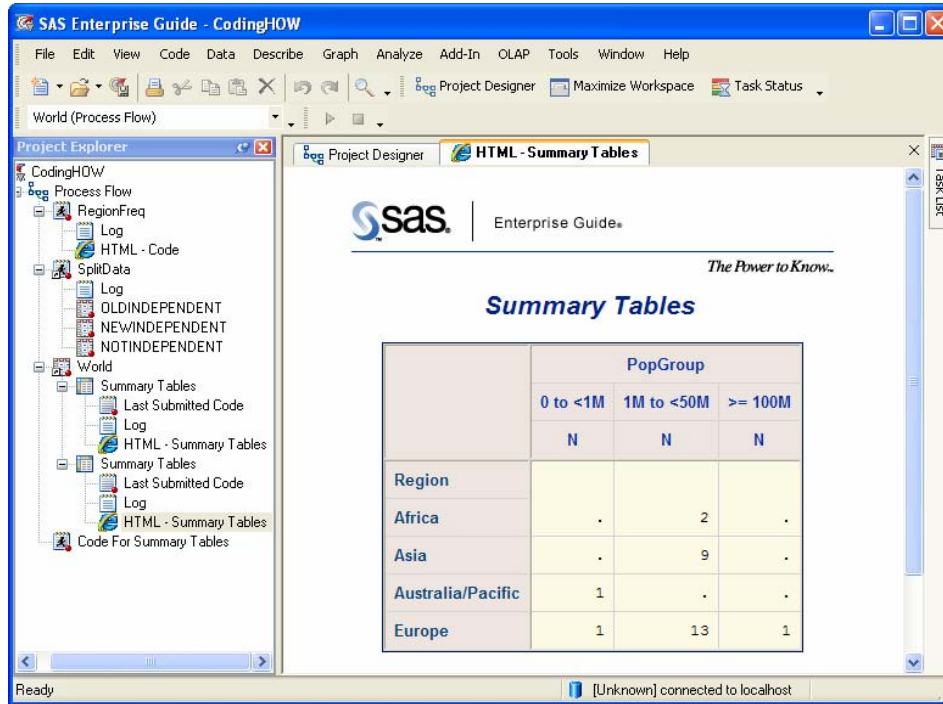 SAS Enterprise Guide - CodingHOW
File Edit View Code Data Describe Graph Analyze Add-In OLAP Tools Window Help
Project Designer Maximize Workspace Task Status
World (Process Flow)
Project Explorer
CodingHOW
Process Flow
RegionFreq
Log
HTML - Code
SplitData
Log
OLDINDEPENDENT
NEWINDEPENDENT
NOTINDEPENDENT
World
Summary Tables
Last Submitted Code
Log
HTML - Summary Tables
Summary Tables
Last Submitted Code
Log
HTML - Summary Tables
Code For Summary Tables
Project Designer HTML - Summary Tables
Task List
sas. Enterprise Guide®
The Power to Know™
Summary Tables
PopGroup
0 to <1M 1M to <50M >= 100M
N N N
Region
Africa . 2 .
Asia . 9 .
Australia/Pacific 1 . .
Europe 1 13 1
Ready [Unknown] connected to localhost